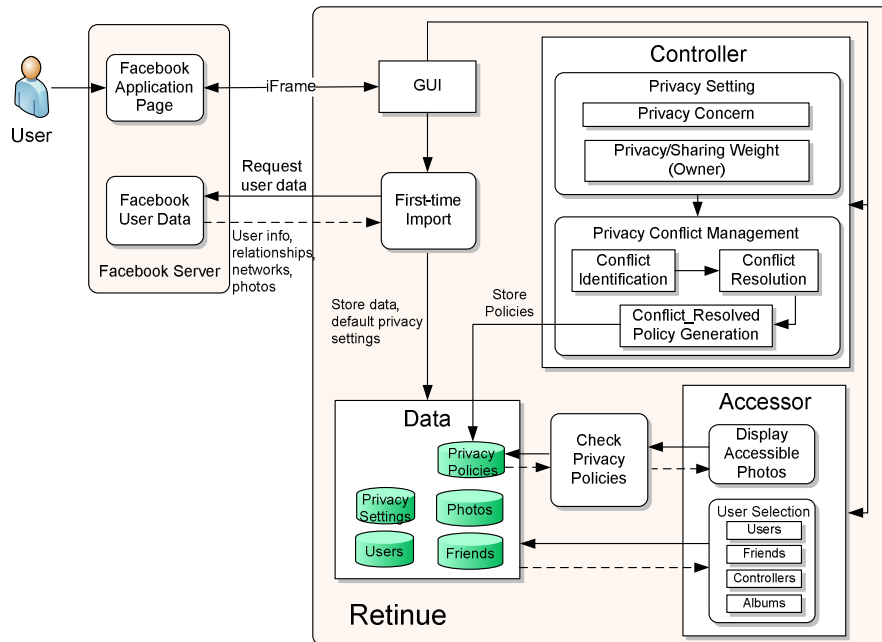 User
Facebook
Application
Page
Facebook
User Data
Facebook Server
iFrame
Request
user data
User info,
relationships,
networks,
photos
GUI
First-time
Import
Store data,
default privacy
settings
Store
Policies
Controller
Privacy Setting
Privacy Concern
Privacy/Sharing Weight
(Owner)
Privacy Conflict Management
Conflict
Identification
Conflict
Resolution
Conflict_Resolved
Policy Generation
Data
Privacy
Policies
Privacy
Settings
Photos
Users
Friends
Check
Privacy
Policies
Accessor
Display
Accessible
Photos
User Selection
Users
Friends
Controllers
Albums
Retinue